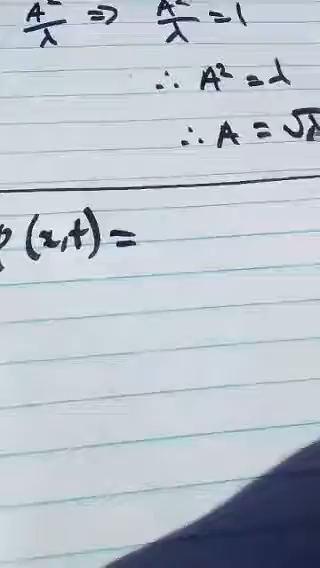 A²/λ ⇒ A²/λ = 1
∴ A² = λ
∴ A = √λ
(x,t) =